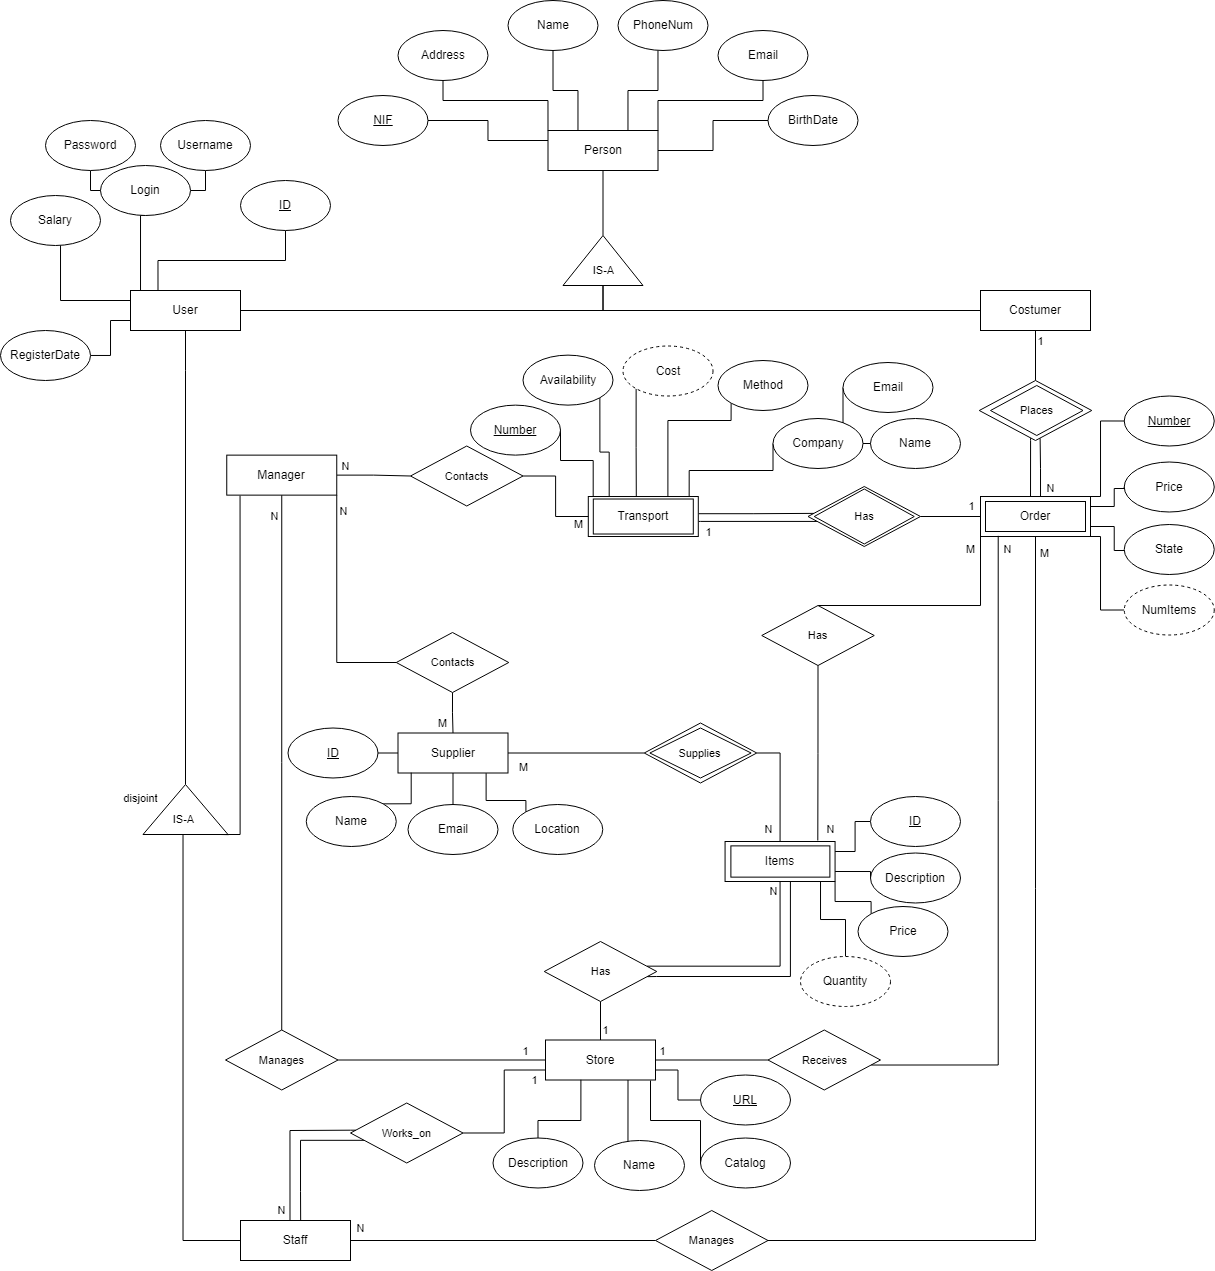 Name
PhoneNum
Address
Email
NIF
BirthDate
Person
Password
Username
Login
ID
Salary
IS-A
User
Costumer
RegisterDate
1
Availability
Cost
Method
Email
Places
Number
Number
Company
Name
Manager
N
Contacts
N
Price
N
N
M
Transport
1
Has
1
Order
M
N
M
State
NumItems
Has
Contacts
M
ID
Supplier
M
Supplies
disjoint
IS-A
Name
Email
Location
N
N
ID
Items
Description
N
Price
Has
Quantity
1
Manages
1
Store
1
Receives
1
URL
Works_on
Description
Name
Catalog
N
N
Staff
Manages